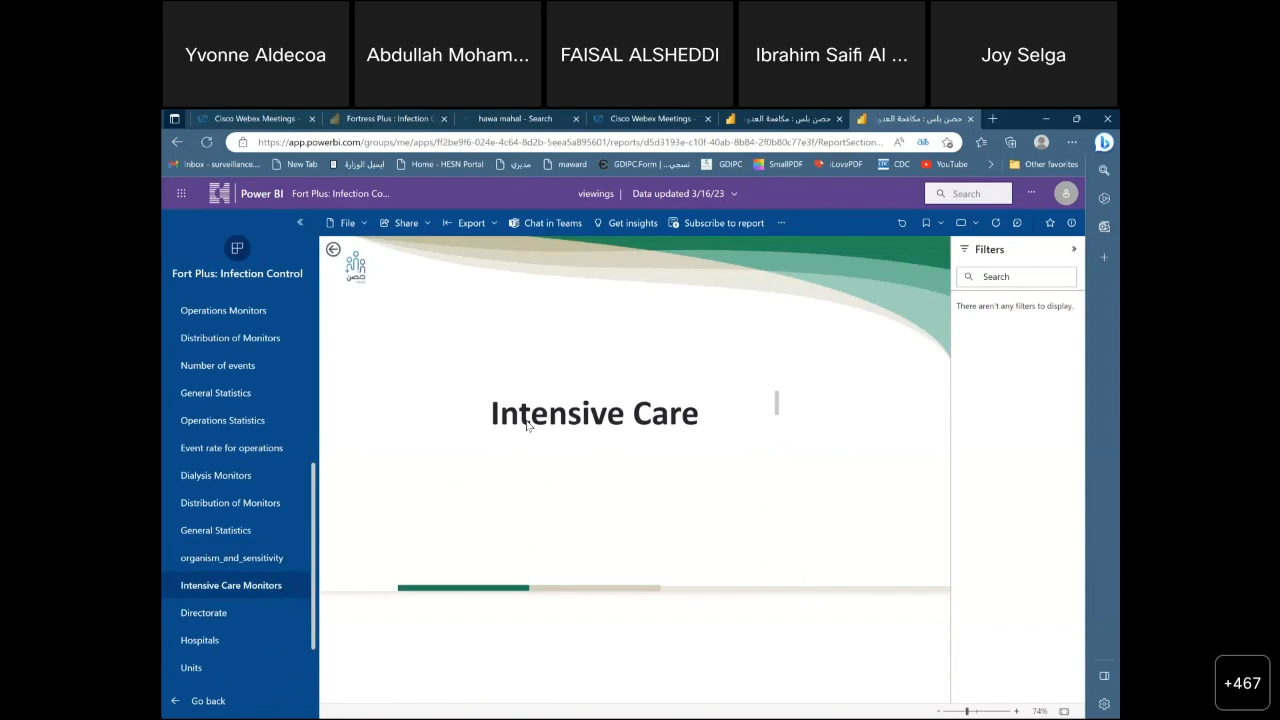 Yvonne Aldecoa
Abdullah Moham...
FAISAL ALSHEDDI
Ibrahim Saifi Al ...
Joy Selga
Cisco Webex Meetings -
Fortress Plus : Infection C
hawa mahal - Search
Cisco Webex Meetings -
حصن بلس : مكافحة العدو
حصن بلس : مكافحة العدو
https://app.powerbi.com/groups/me/apps/ff2be9f6-024e-4c64-8d2b-5eea5a895601/reports/d5d3193e-c10f-40ab-8b84-2f0b80c77e3f/ReportSection...
Inbox - surveillance....
New Tab
ايميل الوزارة
Home - HESN Portal
مديري
maward
GDIPC.Form | ...تسجي
GDIPC
SmallPDF
iLovePDF
CDC
YouTube
Other favorites
Power BI
Fort Plus: Infection Co...
viewings
Data updated 3/16/23
Search
File
Share
Export
Chat in Teams
Get insights
Subscribe to report
Fort Plus: Infection Control
Operations Monitors
Distribution of Monitors
Number of events
General Statistics
Operations Statistics
Event rate for operations
Dialysis Monitors
Distribution of Monitors
General Statistics
organism_and_sensitivity
Intensive Care Monitors
Directorate
Hospitals
Units
Go back
حصن
Intensive Care
Filters
Search
There aren't any filters to display.
74%
+467